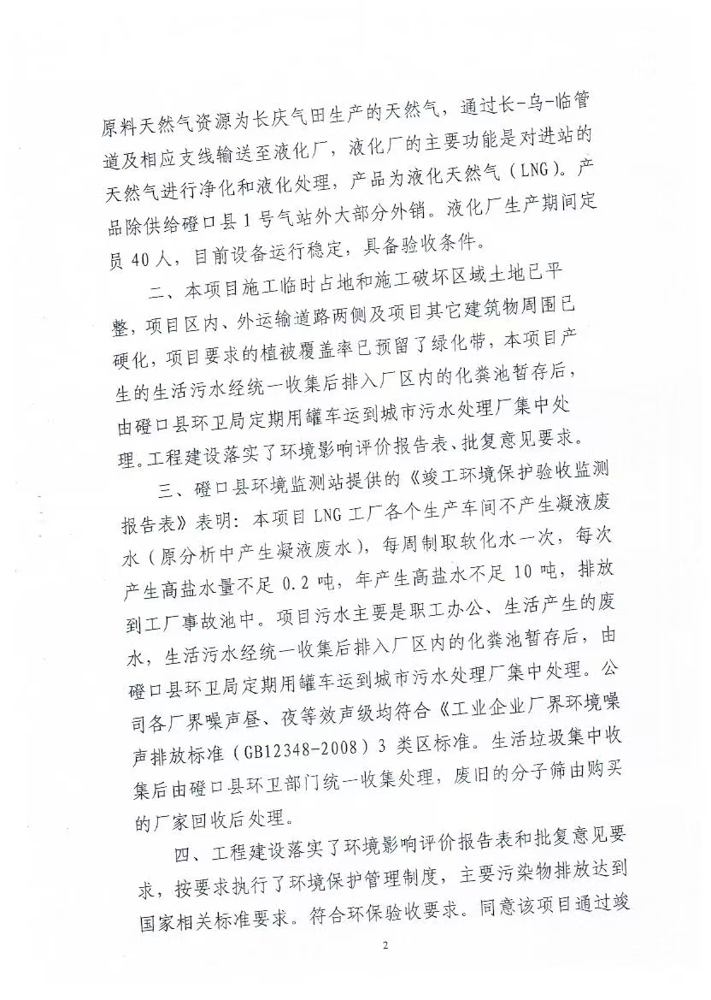 原料天然气资源为长庆气田生产的天然气，通过长-乌-临管
道及相应支线输送至液化厂，液化厂的主要功能是对进站的
天然气进行净化和液化处理，产品为液化天然气（LNG）。产
品除供给磴口县 1 号气站外大部分外销。液化厂生产期间定
员 40 人，目前设备运行稳定，具备验收条件。
二、本项目施工临时占地和施工破坏区域土地已平
整，项目区内、外运输道路两侧及项目其它建筑物周围已
硬化，项目要求的植被覆盖率已预留了绿化带，本项目产
生的生活污水经统一收集后排入厂区内的化粪池暂存后，
由磴口县环卫局定期用罐车运到城市污水处理厂集中处
理。工程建设落实了环境影响评价报告表、批复意见要求。
三、磴口县环境监测站提供的《竣工环境保护验收监测
报告表》表明：本项目 LNG 工厂各个生产车间不产生凝液废
水（原分析中产生凝液废水），每周制取软化水一次，每次
产生高盐水量不足 0.2 吨，年产生高盐水不足 10 吨，排放
到工厂事故池中。项目污水主要是职工办公、生活产生的废
水，生活污水经统一收集后排入厂区内的化粪池暂存后，由
磴口县环卫局定期用罐车运到城市污水处理厂集中处理。公
司各厂界噪声昼、夜等效声级均符合《工业企业厂界环境噪
声排放标准（GB12348-2008）3 类区标准。生活垃圾集中收
集后由磴口县环卫部门统一收集处理，废旧的分子筛由购买
的厂家回收后处理。
四、工程建设落实了环境影响评价报告表和批复意见要
求，按要求执行了环境保护管理制度，主要污染物排放达到
国家相关标准要求。符合环保验收要求。同意该项目通过竣
2